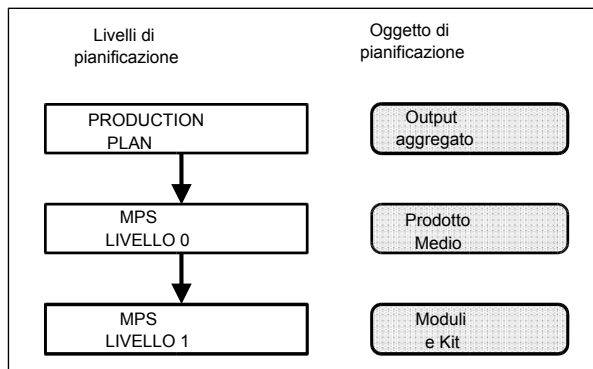 Livelli di
pianificazione
Oggetto di
pianificazione
PRODUCTION
PLAN
Output
aggregato
MPS
LIVELLO 0
Prodotto
Medio
MPS
LIVELLO 1
Moduli
e Kit